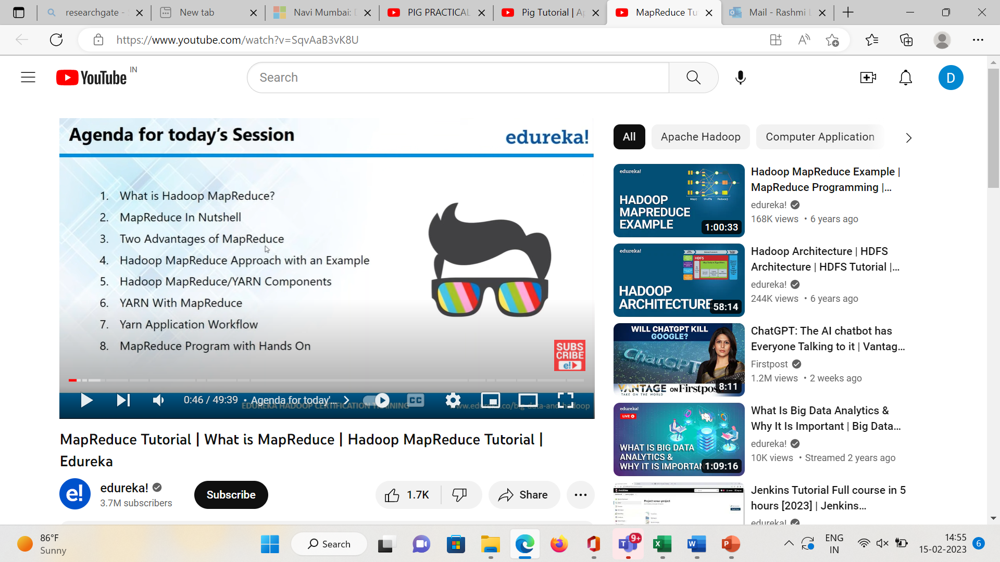 researchgate -
New tab
Navi Mumbai:
PIG PRACTICAL
Pig Tutorial | Ap
MapReduce Tu
Mail - Rashmi
https://www.youtube.com/watch?v=SqvAaB3vK8U
YouTube IN
Search
D
Agenda for today's Session
edureka!
1. What is Hadoop MapReduce?
2. MapReduce In Nutshell
3. Two Advantages of MapReduce
4. Hadoop MapReduce Approach with an Example
5. Hadoop MapReduce/YARN Components
6. YARN With MapReduce
7. Yarn Application Workflow
8. MapReduce Program with Hands On
SUBS
CRIBE
e!
0:46 / 49:39 • Agenda for today'...
CC
EDUREKA HADOOP CERTIFICATION TRAINING
www.edureka.co/big-data-and-hadoop
MapReduce Tutorial | What is MapReduce | Hadoop MapReduce Tutorial |
Edureka
e!
edureka!
3.7M subscribers
Subscribe
1.7K
Share
All
Apache Hadoop
Computer Application
edureka!
Map() Shuffle Reduce()
HADOOP
MAPREDUCE
EXAMPLE
1:00:33
Hadoop MapReduce Example |
MapReduce Programming |...
edureka!
168K views • 6 years ago
edureka!
HDFS
HADOOP
ARCHITECTURE
58:14
Hadoop Architecture | HDFS
Architecture | HDFS Tutorial |...
edureka!
244K views • 6 years ago
WILL CHATGPT KILL
GOOGLE?
ChatGPT
VANTAGE ON Firstpost
TAKE ON THE WORLD
8:11
ChatGPT: The AI chatbot has
Everyone Talking to it | Vantag...
Firstpost
1.2M views • 2 weeks ago
edureka!
LIVE
WHAT IS BIG DATA
ANALYTICS &
WHY IT IS IMPORTAN
1:09:16
What Is Big Data Analytics &
Why It Is Important | Big Data...
edureka!
10K views • Streamed 2 years ago
Jenkins
Project sonar-project
Jenkins Tutorial Full course in 5
hours [2023] | Jenkins...
edureka!
86°F
Sunny
Search
9+
ENG
IN
14:55
15-02-2023
6